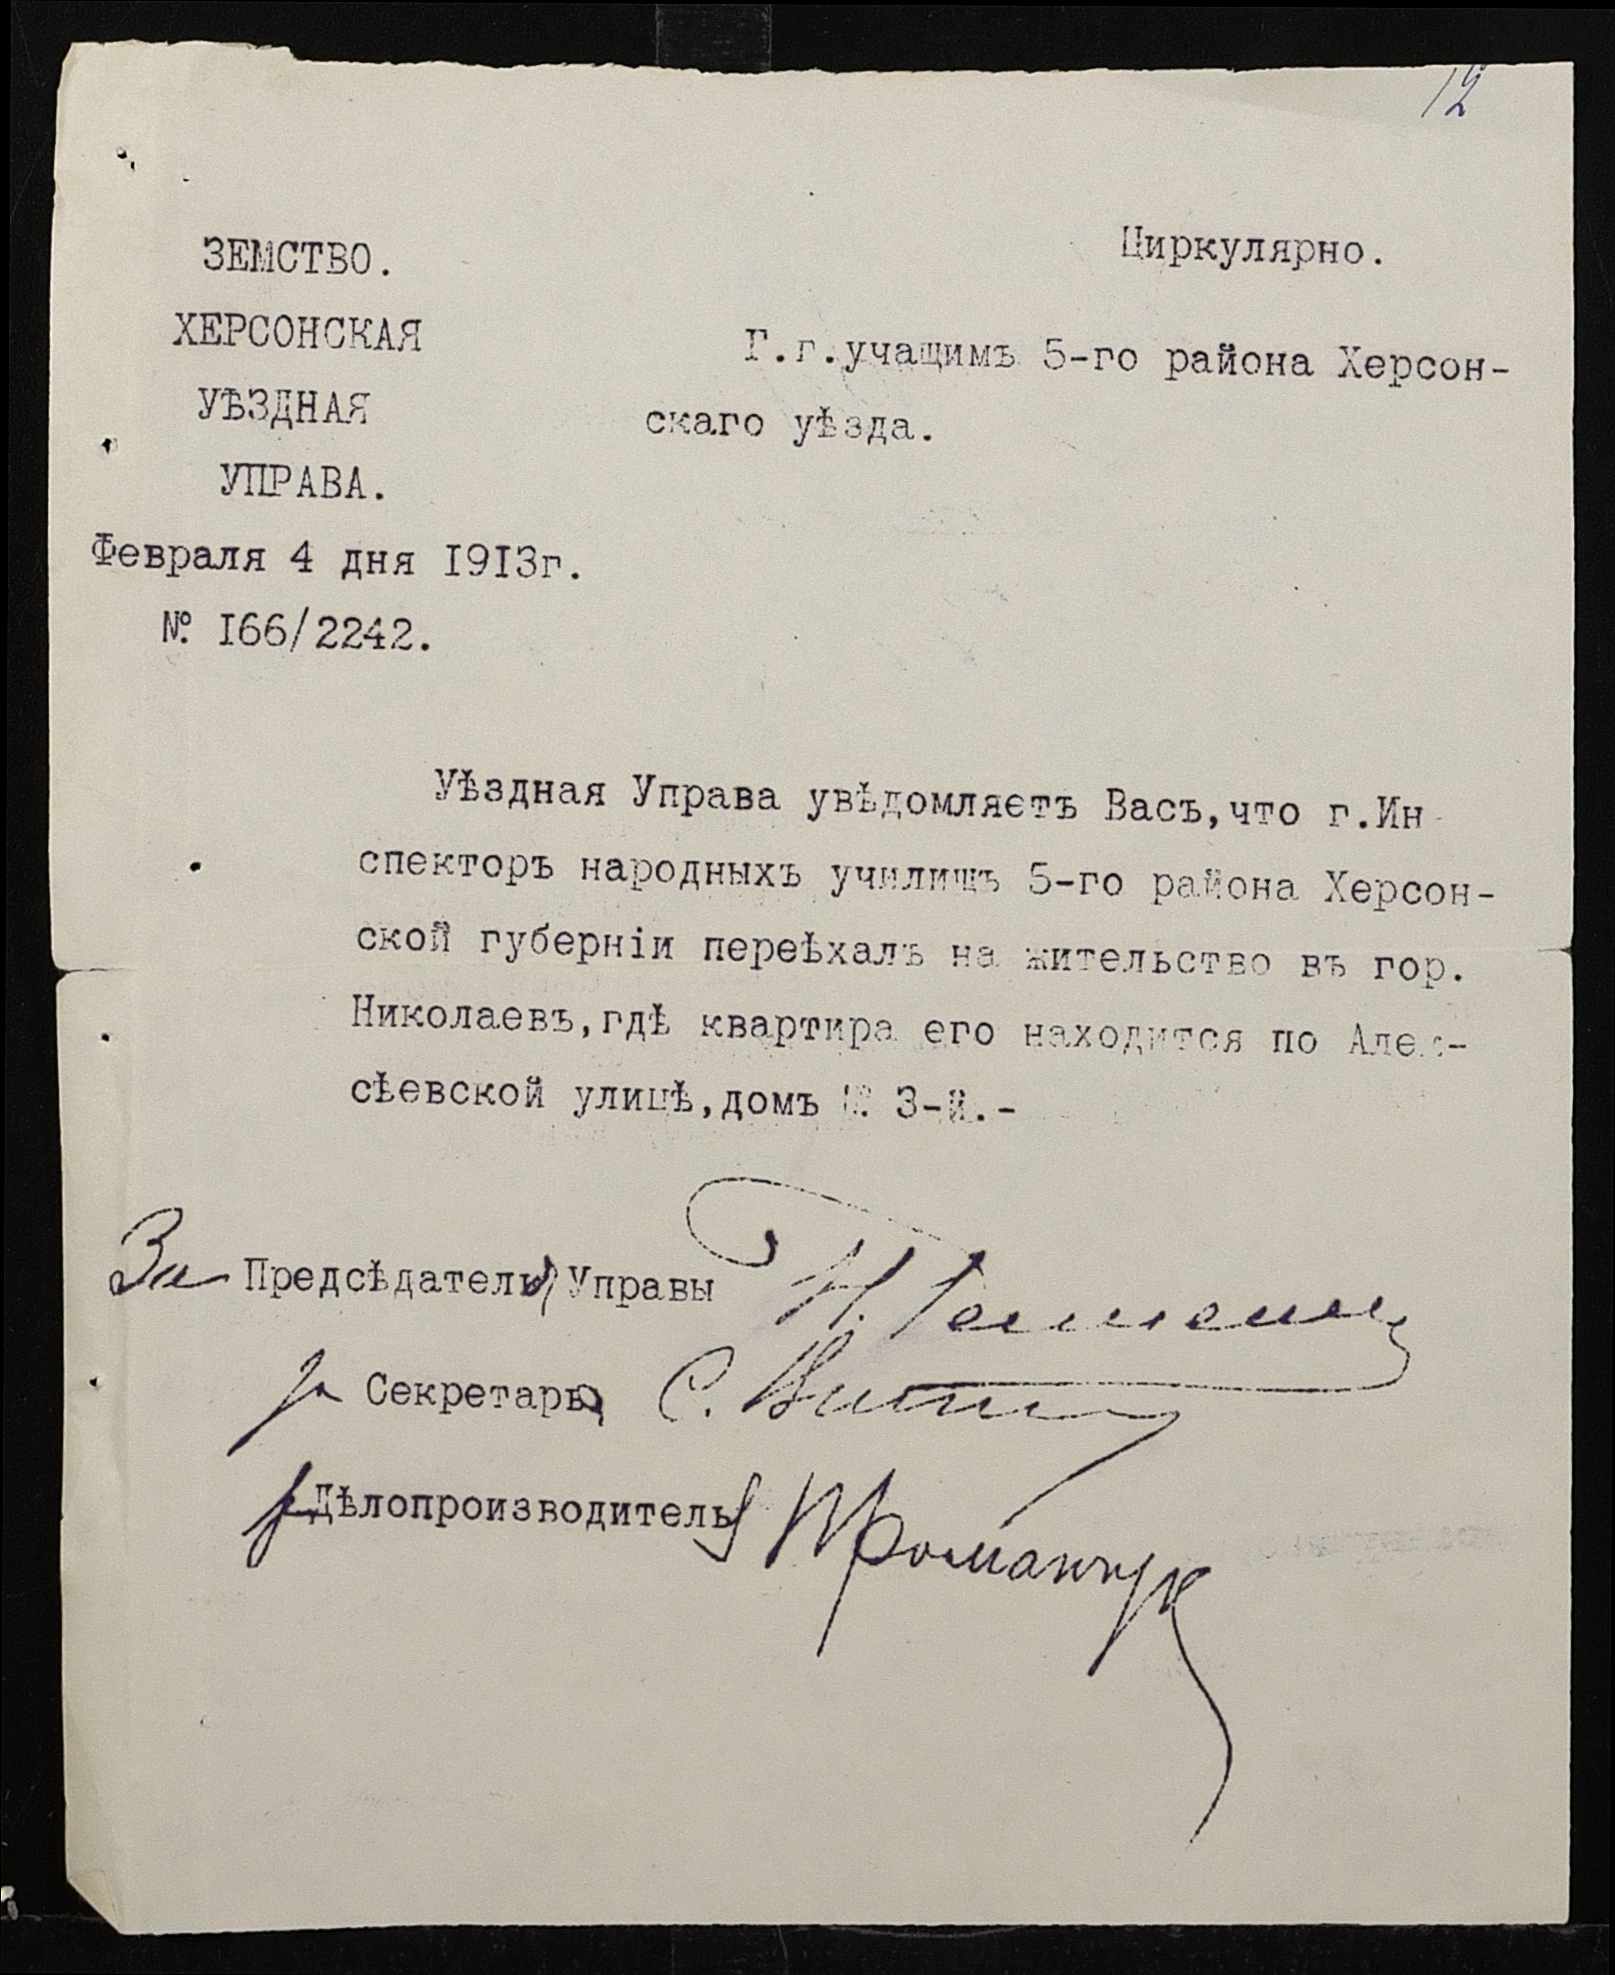 12
ЗЕМСТВО.
ХЕРСОНСКАЯ
УѢЗДНАЯ
УПРАВА.
Февраля 4 дня 1913г.
№ 166/2242.
Циркулярно.
Г.г.учащимъ 5-го района Херсон-
скаго уѣзда.
Уѣздная Управа увѣдомляетъ Васъ,что г.Ин-
спекторъ народныхъ училищъ 5-го района Херсон-
ской губерніи переѣхалъ на жительство въ гор.
Николаевъ,гдѣ квартира его находится по Алек-
сѣевской улицѣ,домъ № 3-й.-
За Предсѣдателя Управы Н.
Секретарь С.
Дѣлопроизводитель Романчук